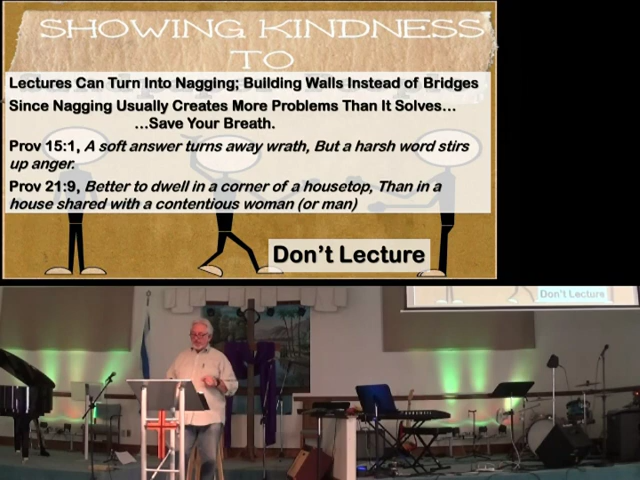 SHOWING KINDNESS
TO
Lectures Can Turn Into Nagging; Building Walls Instead of Bridges
Since Nagging Usually Creates More Problems Than It Solves…
…Save Your Breath.
Prov 15:1, A soft answer turns away wrath, But a harsh word stirs
up anger.
Prov 21:9, Better to dwell in a corner of a housetop, Than in a
house shared with a contentious woman (or man)
Don't Lecture
Don't Lecture